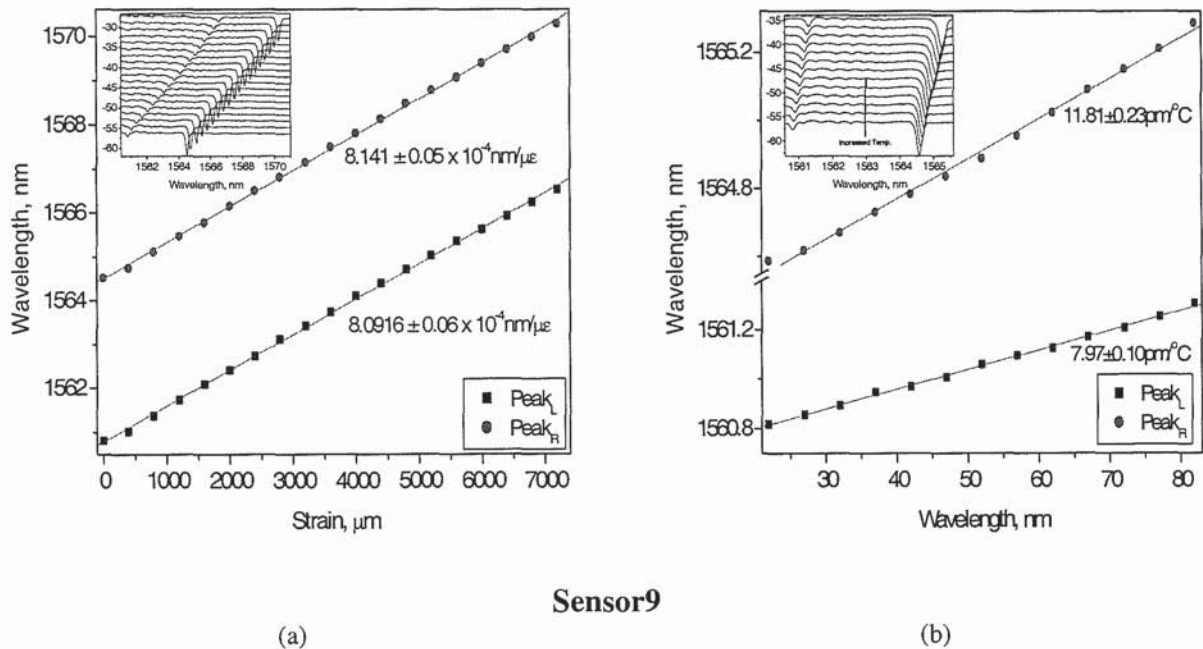 1570
1568
1566
1564
1562
Wavelength, nm
-30
-35
-40
-45
-50
-55
-60
1562 1564 1566 1568 1570
Wavelength, nm
8.141 ±0.05 x 10-4nm/με
8.0916 ±0.06 x 10-4nm/με
PeakL
PeakR
0 1000 2000 3000 4000 5000 6000 7000
Strain, μm
1565.2
1564.8
1561.2
1560.8
Wavelength, nm
-35
-40
-45
-50
-55
-60
Increased Temp.
1561 1562 1563 1564 1565
Wavelength, nm
11.81±0.23pm/°C
7.97±0.10pm/°C
PeakL
PeakR
30 40 50 60 70 80
Wavelength, nm
Sensor9
(a) (b)